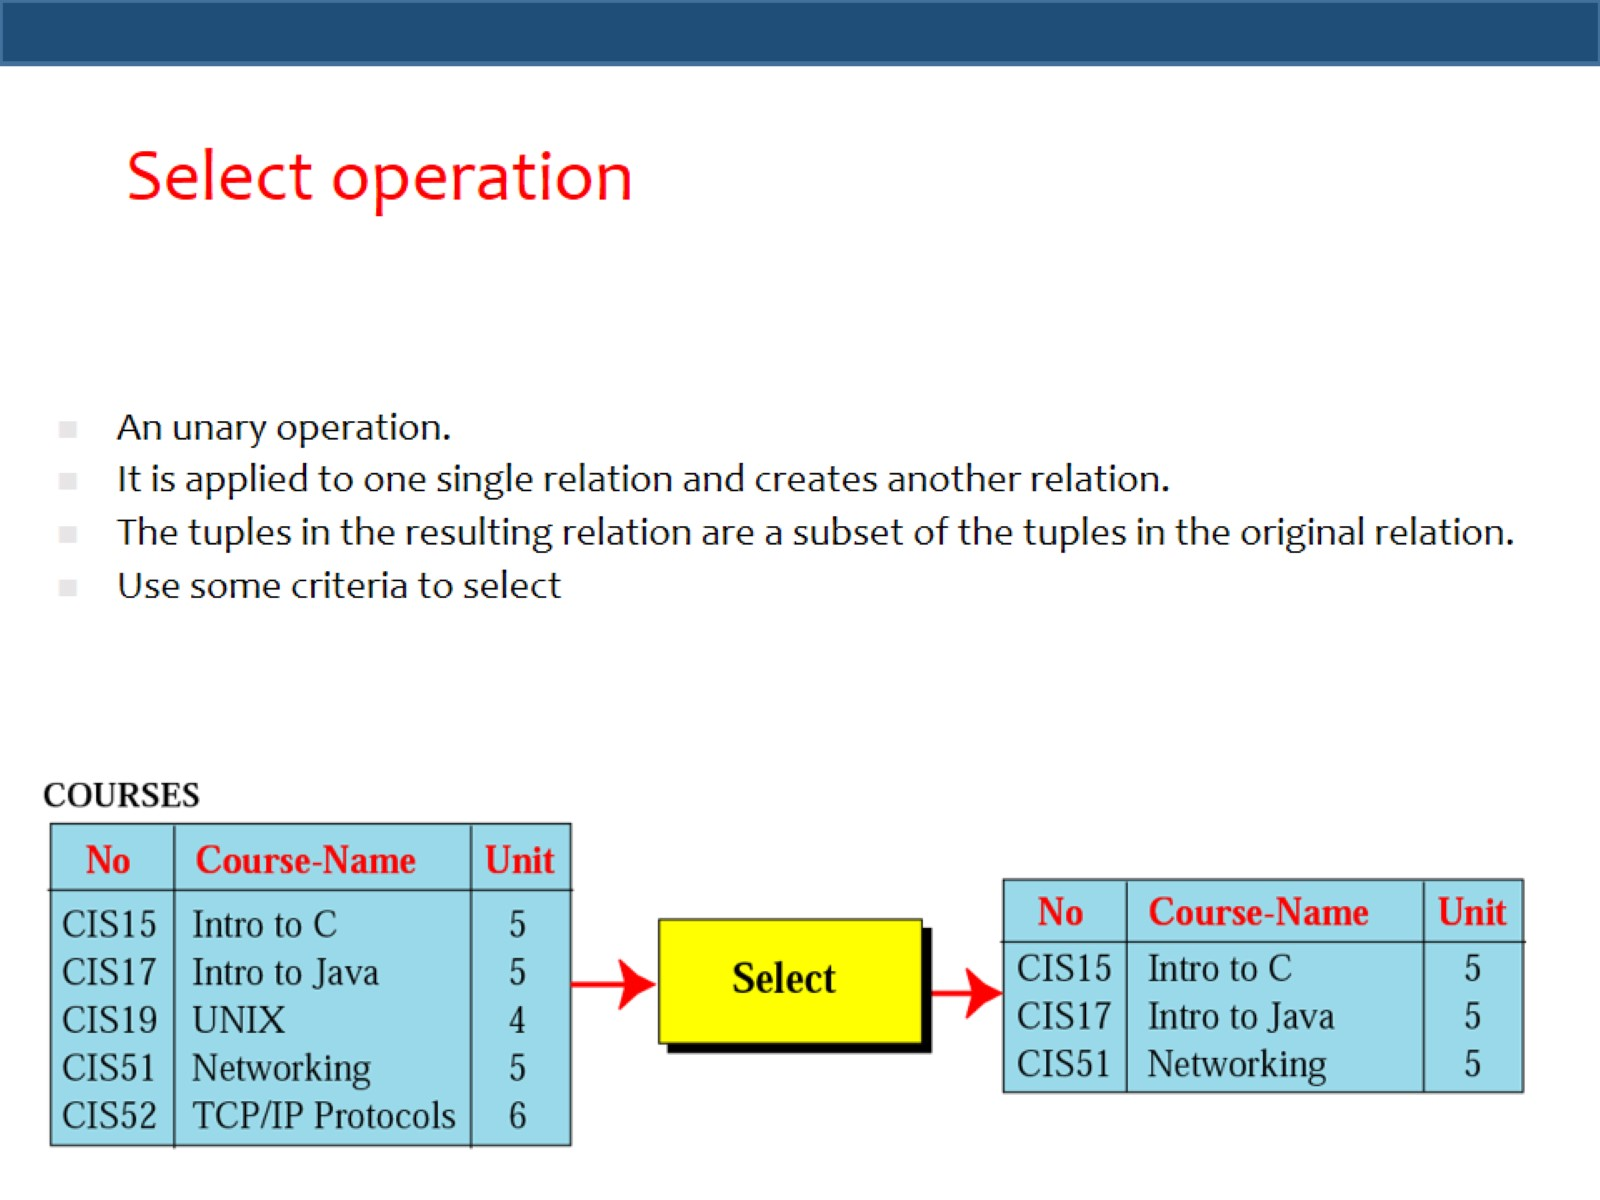 Select operation
An unary operation.
It is applied to one single relation and creates another relation.
The tuples in the resulting relation are a subset of the tuples in the original relation.
Use some criteria to select
COURSES
No Course-Name Unit
CIS15 Intro to C 5
CIS17 Intro to Java 5
CIS19 UNIX 4
CIS51 Networking 5
CIS52 TCP/IP Protocols 6
Select
No Course-Name Unit
CIS15 Intro to C 5
CIS17 Intro to Java 5
CIS51 Networking 5